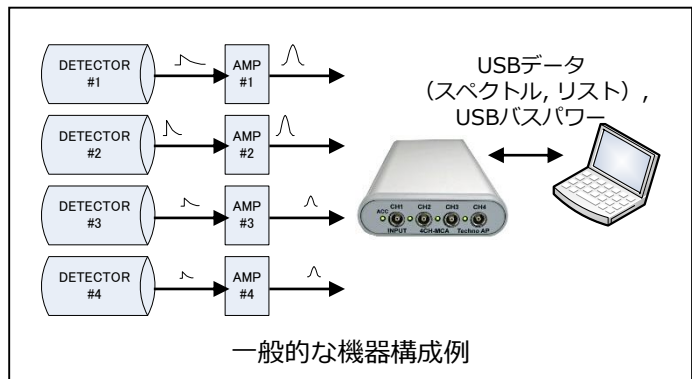 DETECTOR
#1
AMP
#1
DETECTOR
#2
AMP
#2
DETECTOR
#3
AMP
#3
DETECTOR
#4
AMP
#4
USBデータ
（スペクトル, リスト）,
USBバスパワー
ACC CH1 CH2 CH3 CH4
INPUT 4CH-MCA Techno AP
一般的な機器構成例